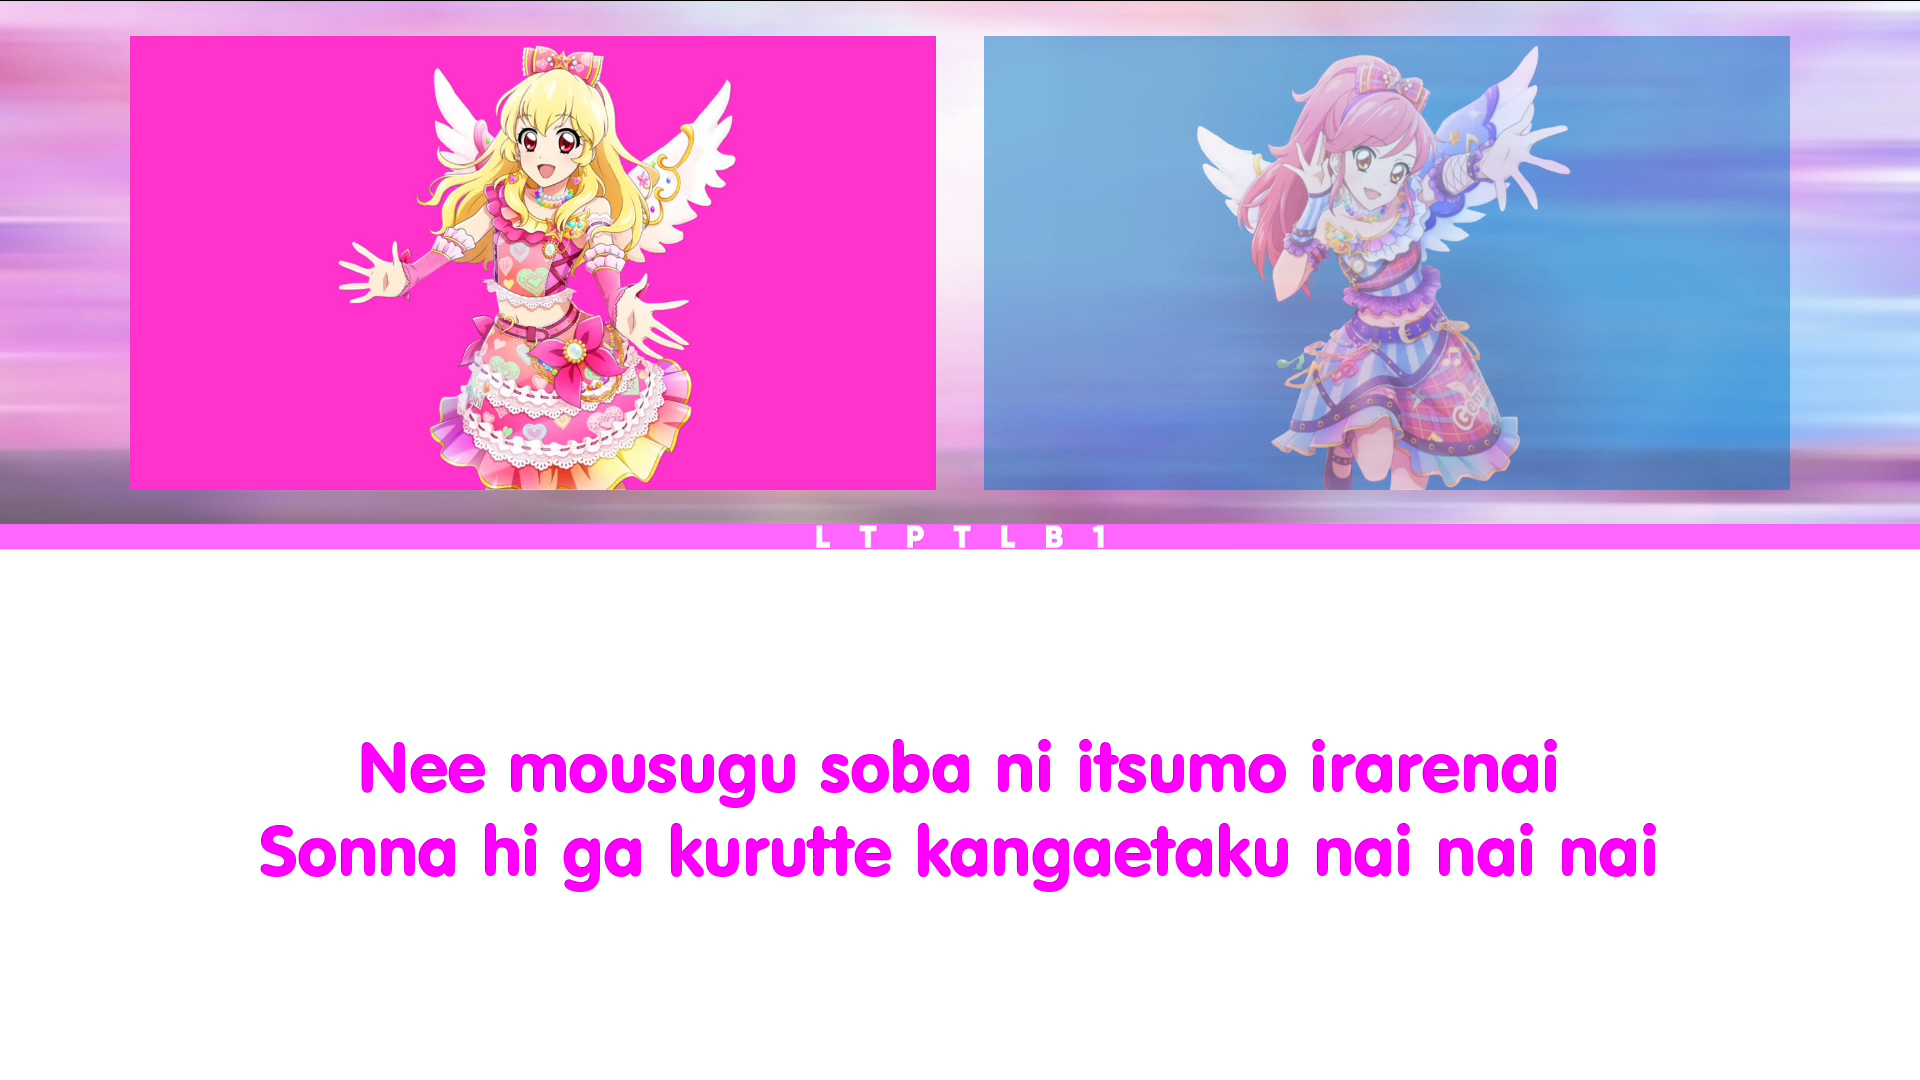 L T P T L B 1
Nee mousugu soba ni itsumo irarenai
Sonna hi ga kurutte kangaetaku nai nai nai